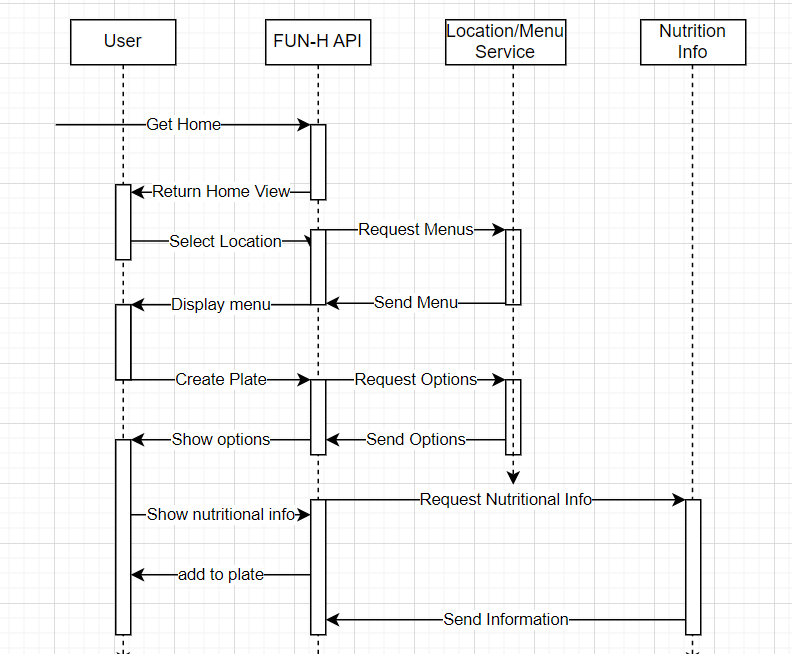 User
FUN-H API
Location/Menu
Service
Nutrition
Info
Get Home
Return Home View
Request Menus
Select Location
Send Menu
Display menu
Create Plate
Request Options
Show options
Send Options
Request Nutritional Info
Show nutritional info
add to plate
Send Information